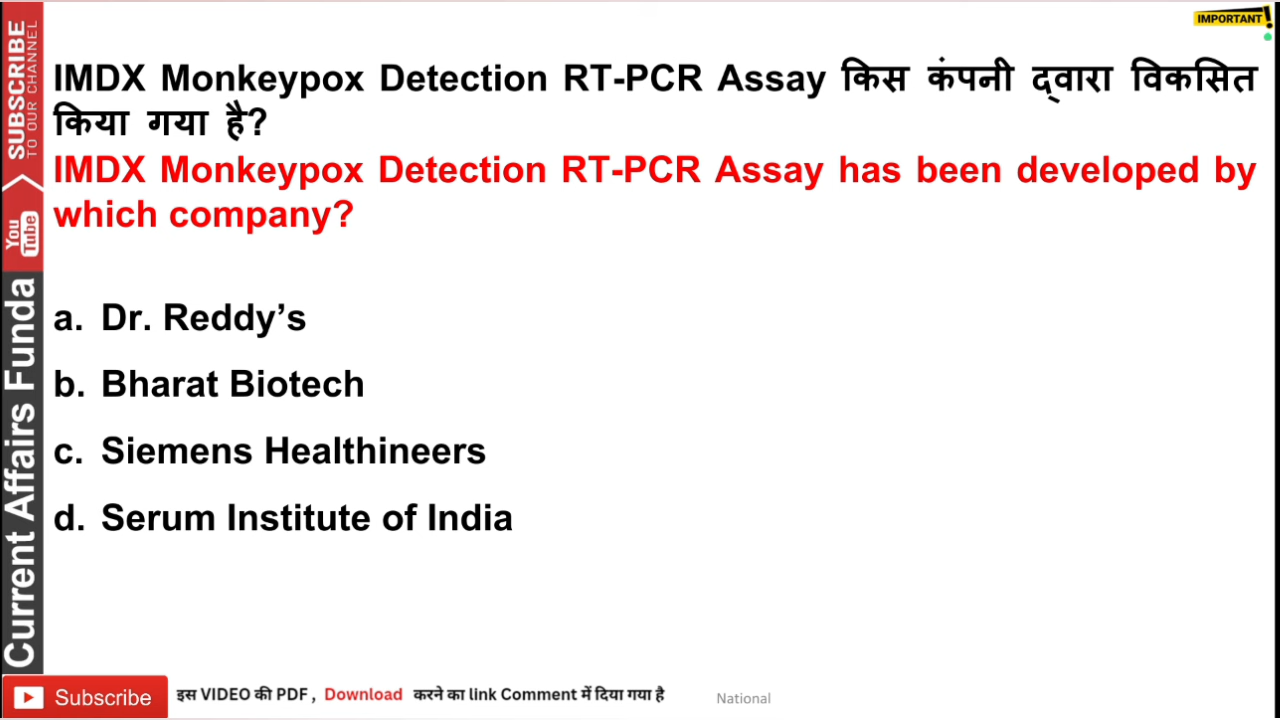 IMPORTANT!
IMDX Monkeypox Detection RT-PCR Assay किस कंपनी द्वारा विकसित
किया गया है?
IMDX Monkeypox Detection RT-PCR Assay has been developed by
which company?
a. Dr. Reddy’s
b. Bharat Biotech
c. Siemens Healthineers
d. Serum Institute of India
SUBSCRIBE
TO OUR CHANNEL
You
Tube
Current Affairs Funda
Subscribe
इस VIDEO की PDF , Download करने का link Comment में दिया गया है
National